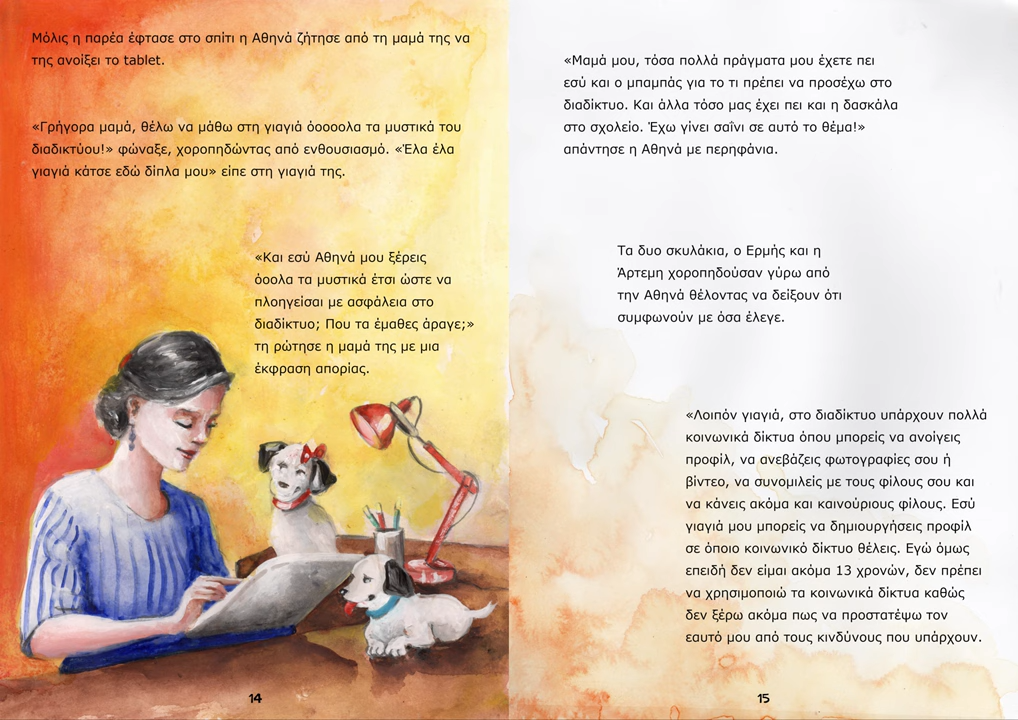 Μόλις η παρέα έφτασε στο σπίτι η Αθηνά ζήτησε από τη μαμά της να
της ανοίξει το tablet.
«Γρήγορα μαμά, θέλω να μάθω στη γιαγιά όοοοολα τα μυστικά του
διαδικτύου!» φώναξε, χοροπηδώντας από ενθουσιασμό. «Έλα έλα
γιαγιά κάτσε εδώ δίπλα μου» είπε στη γιαγιά της.
«Και εσύ Αθηνά μου ξέρεις
όοολα τα μυστικά έτσι ώστε να
πλοηγείσαι με ασφάλεια στο
διαδίκτυο; Που τα έμαθες άραγε;»
τη ρώτησε η μαμά της με μια
έκφραση απορίας.
14
«Μαμά μου, τόσα πολλά πράγματα μου έχετε πει
εσύ και ο μπαμπάς για το τι πρέπει να προσέχω στο
διαδίκτυο. Και άλλα τόσο μας έχει πει και η δασκάλα
στο σχολείο. Έχω γίνει σαΐνι σε αυτό το θέμα!»
απάντησε η Αθηνά με περηφάνια.
Τα δυο σκυλάκια, ο Ερμής και η
Άρτεμη χοροπηδούσαν γύρω από
την Αθηνά θέλοντας να δείξουν ότι
συμφωνούν με όσα έλεγε.
«Λοιπόν γιαγιά, στο διαδίκτυο υπάρχουν πολλά
κοινωνικά δίκτυα όπου μπορείς να ανοίγεις
προφίλ, να ανεβάζεις φωτογραφίες σου ή
βίντεο, να συνομιλείς με τους φίλους σου και
να κάνεις ακόμα και καινούριους φίλους. Εσύ
γιαγιά μου μπορείς να δημιουργήσεις προφίλ
σε όποιο κοινωνικό δίκτυο θέλεις. Εγώ όμως
επειδή δεν είμαι ακόμα 13 χρονών, δεν πρέπει
να χρησιμοποιώ τα κοινωνικά δίκτυα καθώς
δεν ξέρω ακόμα πως να προστατέψω τον
εαυτό μου από τους κινδύνους που υπάρχουν.
15